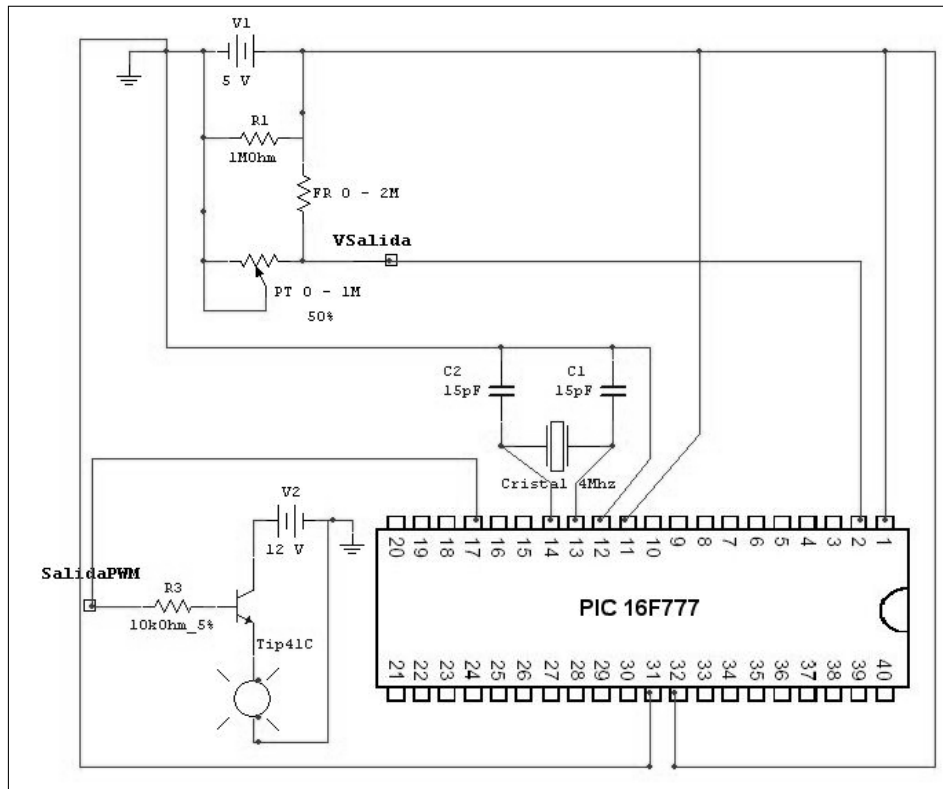 V1
5 V
R1
1MOhm
FR 0 - 2M
VSalida
PT 0 - 1M
50%
C2
15pF
C1
15pF
Cristal 4Mhz
V2
12 V
SalidaPWM
R3
10kOhm_5%
Tip41C
20 19 18 17 16 15 14 13 12 11 10 9 8 7 6 5 4 3 2 1
PIC 16F777
21 22 23 24 25 26 27 28 29 30 31 32 33 34 35 36 37 38 39 40